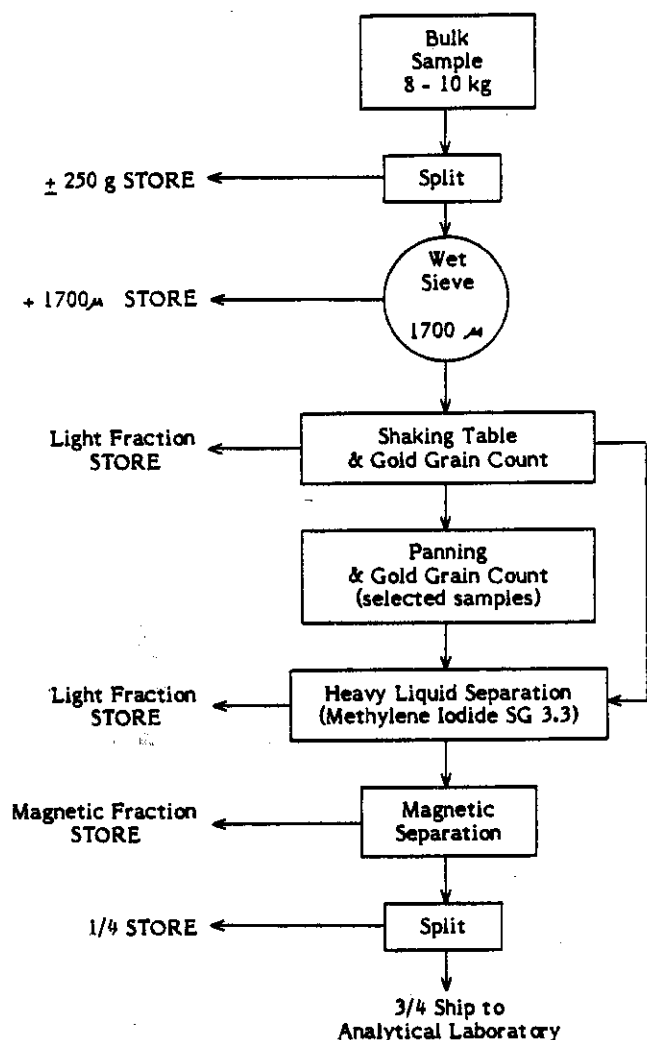 Bulk
Sample
8 - 10 kg
± 250 g STORE
Split
+ 1700μ STORE
Wet
Sieve
1700 μ
Light Fraction
STORE
Shaking Table
& Gold Grain Count
Panning
& Gold Grain Count
(selected samples)
Light Fraction
STORE
Heavy Liquid Separation
(Methylene Iodide SG 3.3)
Magnetic Fraction
STORE
Magnetic
Separation
1/4 STORE
Split
3/4 Ship to
Analytical Laboratory